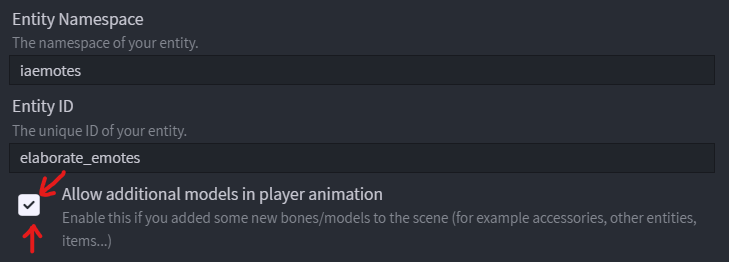 Entity Namespace
The namespace of your entity.
iaemotes
Entity ID
The unique ID of your entity.
elaborate_emotes
Allow additional models in player animation
Enable this if you added some new bones/models to the scene (for example accessories, other entities,
items...)